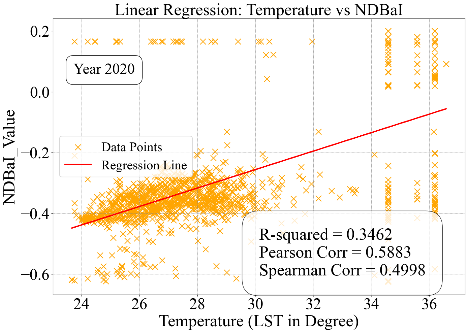 Linear Regression: Temperature vs NDBaI
Year 2020
Data Points
Regression Line
R-squared = 0.3462
Pearson Corr = 0.5883
Spearman Corr = 0.4998
NDBaI_Value
0.2
0.0
−0.2
−0.4
−0.6
24 26 28 30 32 34 36
Temperature (LST in Degree)